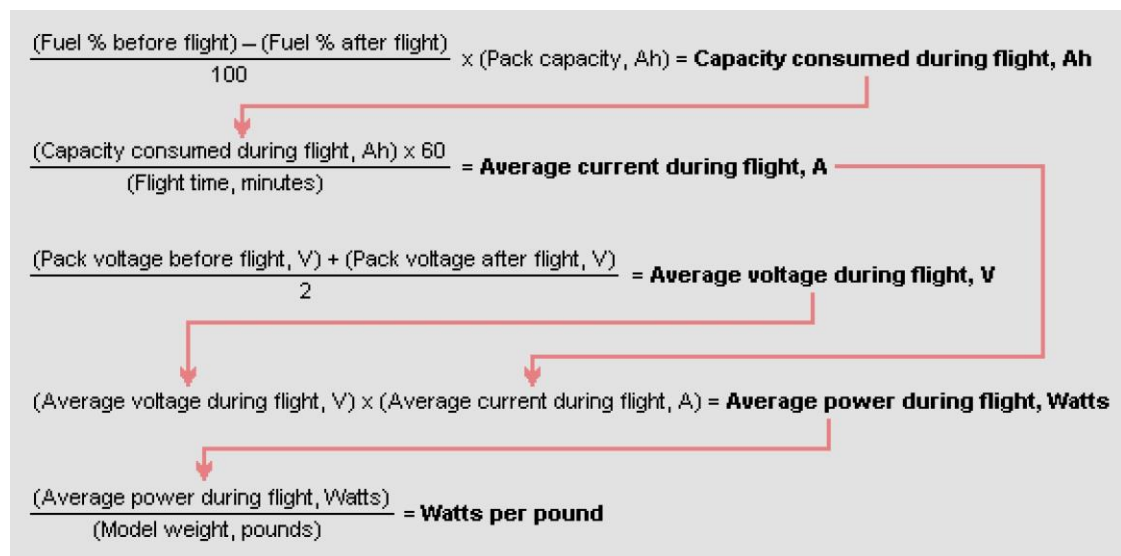 (Fuel % before flight) – (Fuel % after flight)
100
x (Pack capacity, Ah) = Capacity consumed during flight, Ah
(Capacity consumed during flight, Ah) x 60
(Flight time, minutes)
= Average current during flight, A
(Pack voltage before flight, V) + (Pack voltage after flight, V)
2
= Average voltage during flight, V
(Average voltage during flight, V) x (Average current during flight, A) = Average power during flight, Watts
(Average power during flight, Watts)
(Model weight, pounds)
= Watts per pound